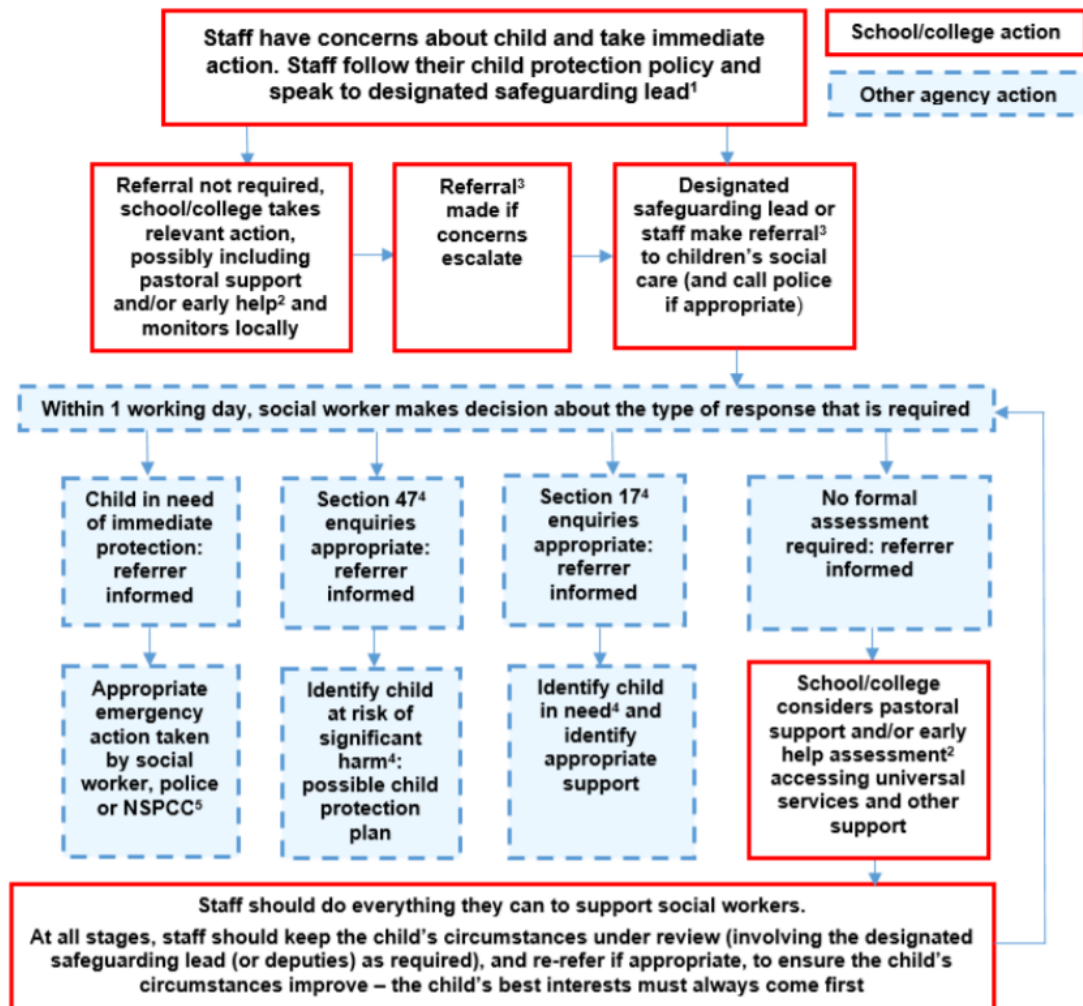 Staff have concerns about child and take immediate
action. Staff follow their child protection policy and
speak to designated safeguarding lead¹
School/college action
Other agency action
Referral not required,
school/college takes
relevant action,
possibly including
pastoral support
and/or early help² and
monitors locally
Referral³
made if
concerns
escalate
Designated
safeguarding lead or
staff make referral³
to children's social
care (and call police
if appropriate)
Within 1 working day, social worker makes decision about the type of response that is required
Child in need
of immediate
protection:
referrer
informed
Section 47⁴
enquiries
appropriate:
referrer
informed
Section 17⁴
enquiries
appropriate:
referrer
informed
No formal
assessment
required: referrer
informed
Appropriate
emergency
action taken
by social
worker, police
or NSPCC⁵
Identify child
at risk of
significant
harm⁴:
possible child
protection
plan
Identify child
in need⁴ and
identify
appropriate
support
School/college
considers pastoral
support and/or early
help assessment²
accessing universal
services and other
support
Staff should do everything they can to support social workers.
At all stages, staff should keep the child's circumstances under review (involving the designated
safeguarding lead (or deputies) as required), and re-refer if appropriate, to ensure the child's
circumstances improve – the child's best interests must always come first